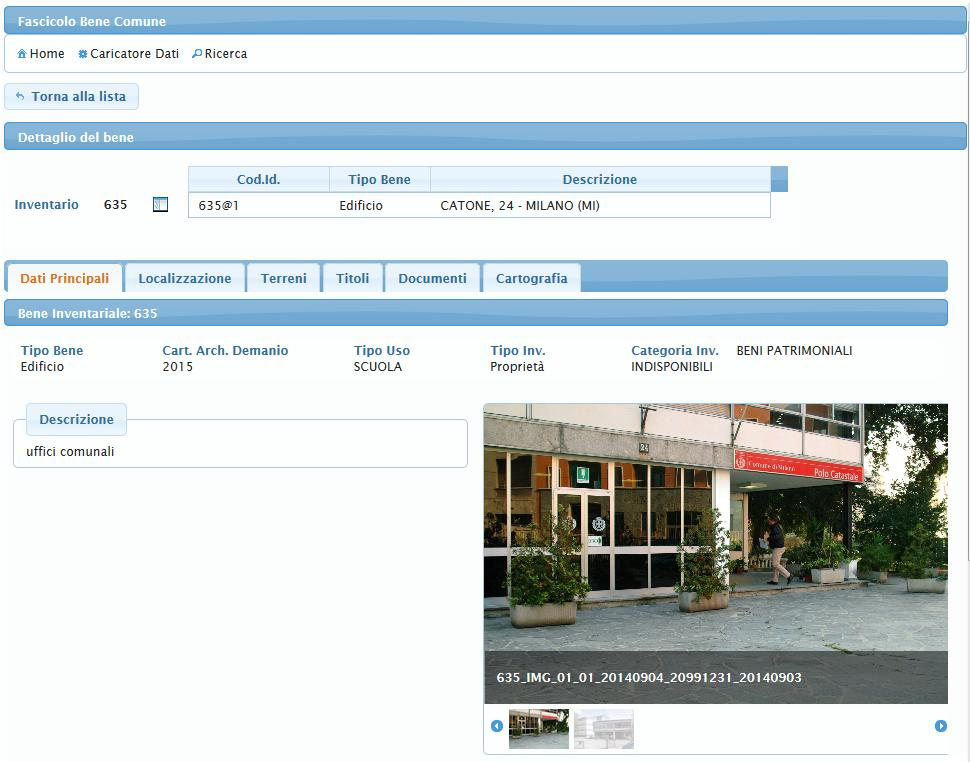 Fascicolo Bene Comune
Home Caricatore Dati Ricerca
Torna alla lista
Dettaglio del bene
Inventario 635
Cod.Id. Tipo Bene Descrizione
635@1 Edificio CATONE, 24 - MILANO (MI)
Dati Principali Localizzazione Terreni Titoli Documenti Cartografia
Bene Inventariale: 635
Tipo Bene Cart. Arch. Demanio Tipo Uso Tipo Inv. Categoria Inv. BENI PATRIMONIALI
Edificio 2015 SCUOLA Proprietà INDISPONIBILI
Descrizione
uffici comunali
24
Comune di Milano Polo Catastale
635_IMG_01_01_20140904_20991231_20140903